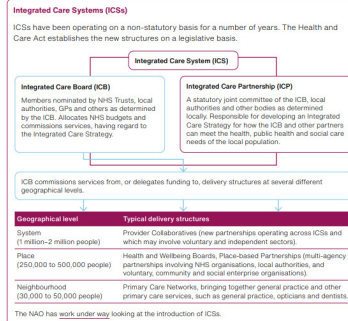 Integrated Care Systems (ICSs)
ICSs have been operating on a non-statutory basis for a number of years. The Health and
Care Act establishes the new structures on a legislative basis.
Integrated Care System (ICS)
Integrated Care Board (ICB)
Members nominated by NHS Trusts, local
authorities, GPs and others as determined
by the ICB. Allocates NHS budgets and
commissions services, having regard to
the Integrated Care Strategy.
Integrated Care Partnership (ICP)
A statutory joint committee of the ICB, local
authorities and other bodies as determined
locally. Responsible for developing an Integrated
Care Strategy for how the ICB and other partners
can meet the health, public health and social care
needs of the local population.
ICB commissions services from, or delegates funding to, delivery structures at several different
geographical levels.
Geographical level Typical delivery structures
System Provider Collaboratives (new partnerships operating across ICSs and
(1 million–2 million people) which may involve voluntary and independent sectors).
Place Health and Wellbeing Boards, Place-based Partnerships (multi-agency
(250,000 to 500,000 people) partnerships involving NHS organisations, local authorities, and
voluntary, community and social enterprise organisations).
Neighbourhood Primary Care Networks, bringing together general practice and other
(30,000 to 50,000 people) primary care services, such as general practice, opticians and dentists.
The NAO has work under way looking at the introduction of ICSs.